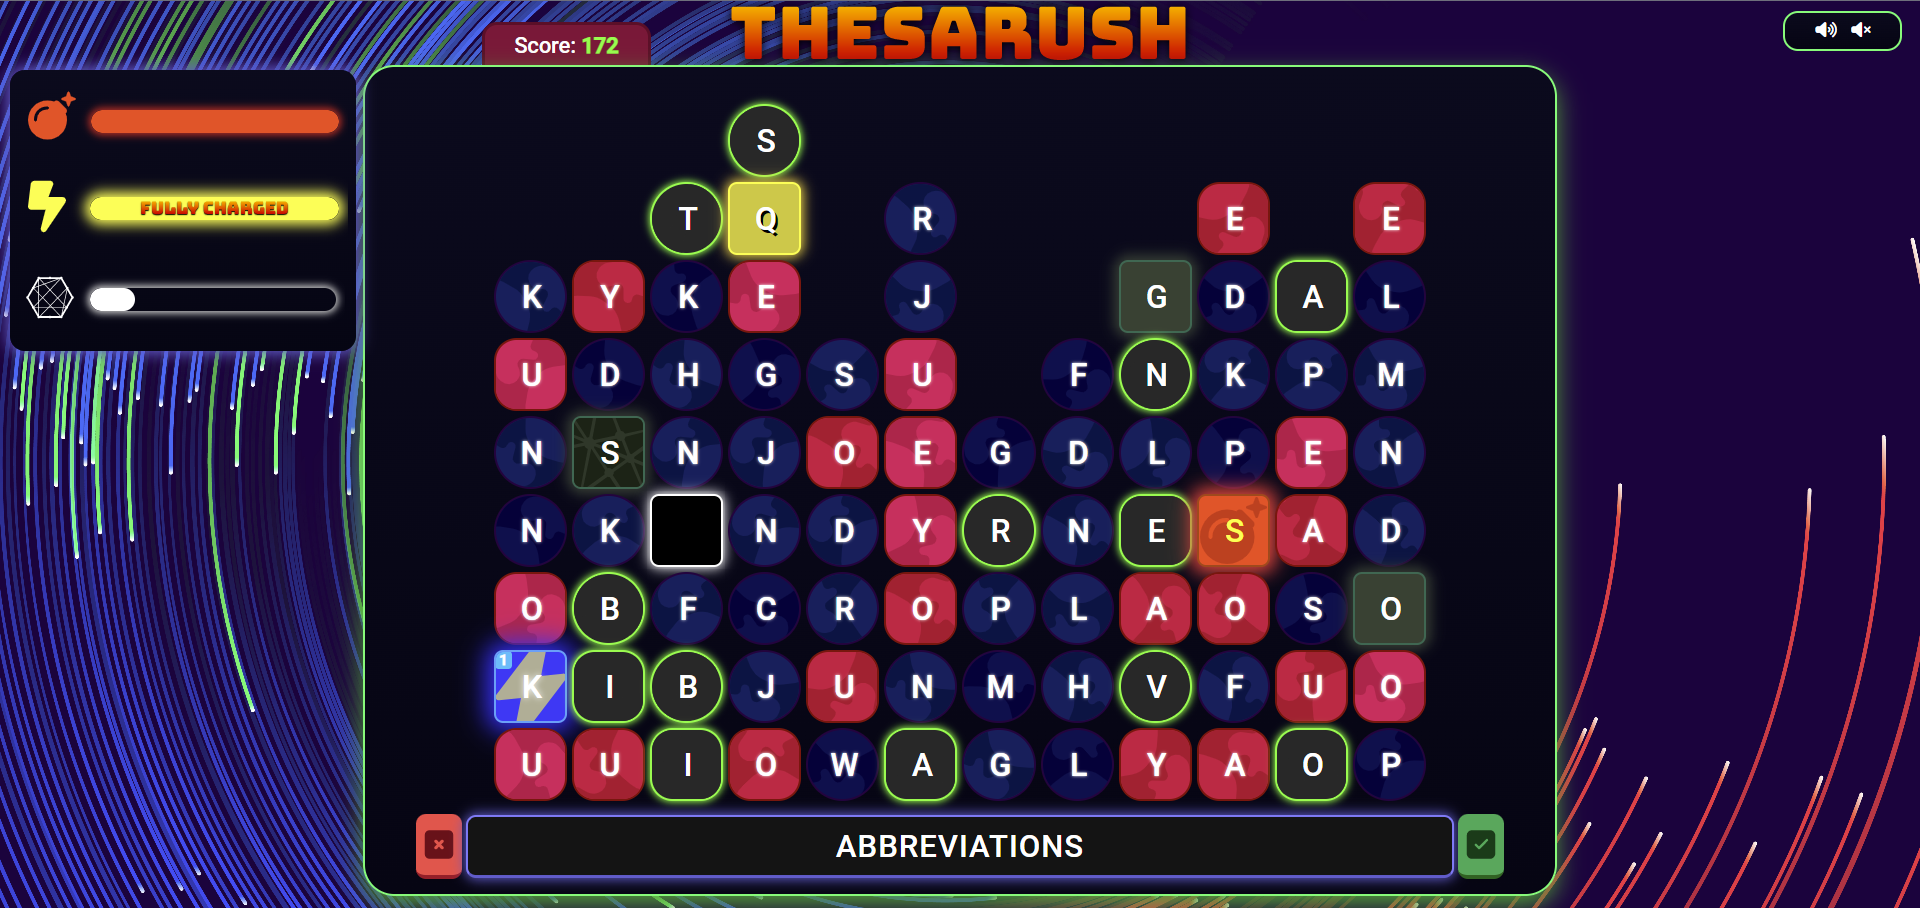 THESARUSH
Score: 172
FULLY CHARGED
S
T Q R E E
K Y K E J G D A L
U D H G S U F N K P M
N S N J O E G D L P E N
N K N D Y R N E S A D
O B F C R O P L A O S O
1
K I B J U N M H V F U O
U U I O W A G L Y A O P
ABBREVIATIONS